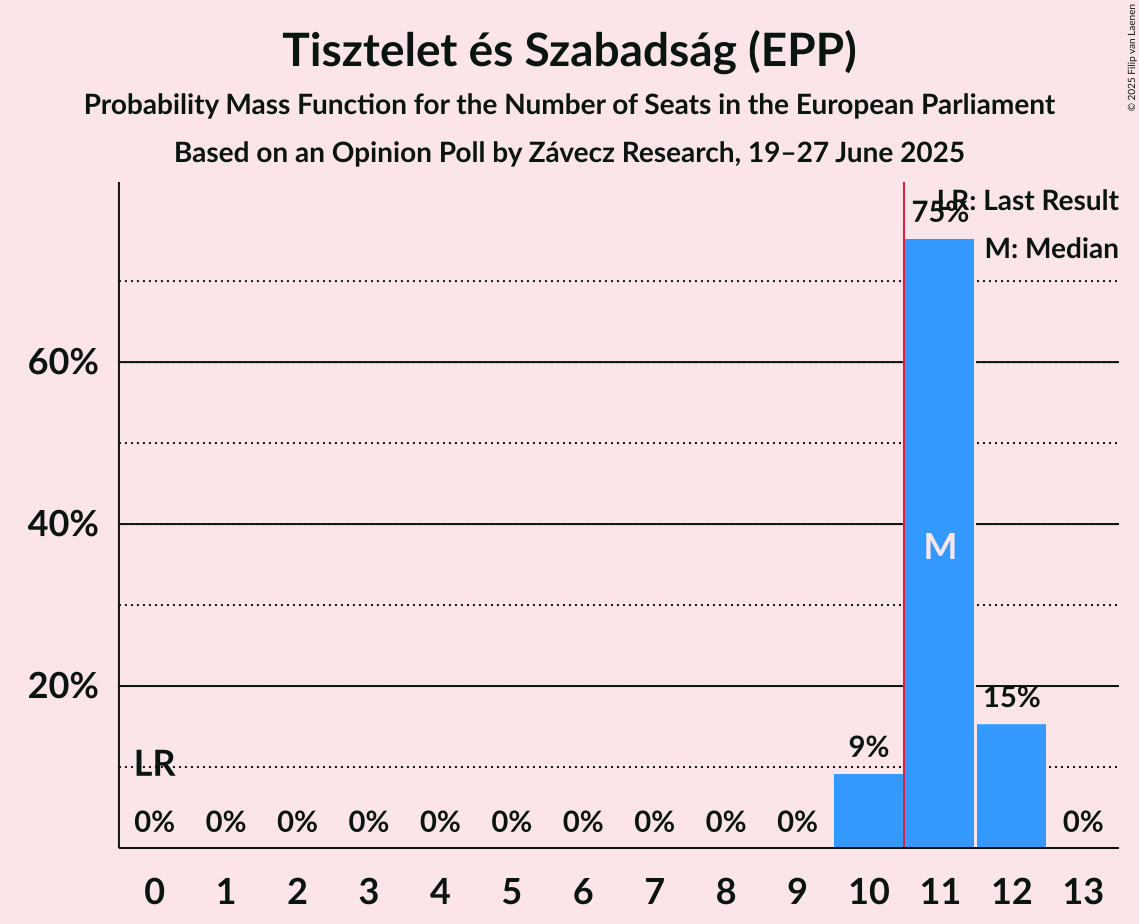 Tisztelet és Szabadság (EPP)
Probability Mass Function for the Number of Seats in the European Parliament
Based on an Opinion Poll by Závecz Research, 19–27 June 2025
© 2025 Filip van Laenen
LR: Last Result
M: Median
75%
60%
40%
M
20%
15%
9%
LR
0% 0% 0% 0% 0% 0% 0% 0% 0% 0% 0%
0 1 2 3 4 5 6 7 8 9 10 11 12 13